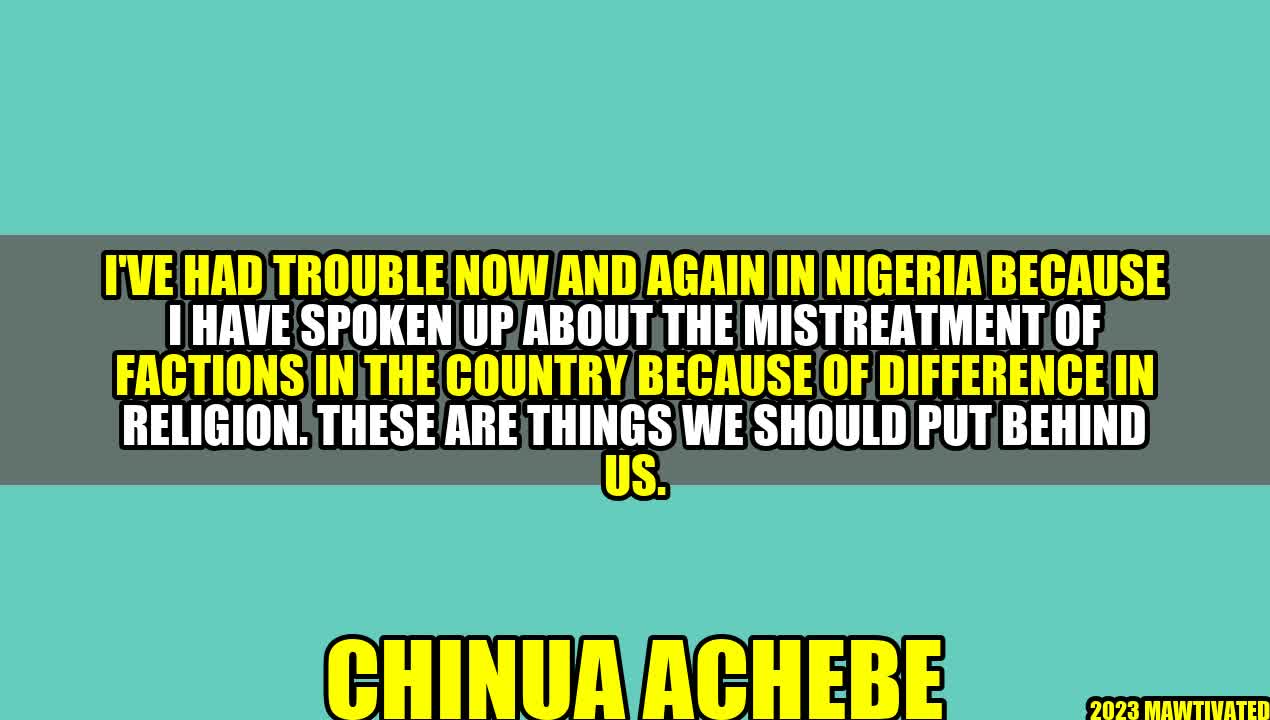 I'VE HAD TROUBLE NOW AND AGAIN IN NIGERIA BECAUSE
I HAVE SPOKEN UP ABOUT THE MISTREATMENT OF
FACTIONS IN THE COUNTRY BECAUSE OF DIFFERENCE IN
RELIGION. THESE ARE THINGS WE SHOULD PUT BEHIND
US.
CHINUA ACHEBE
2023 MAWTIVATED